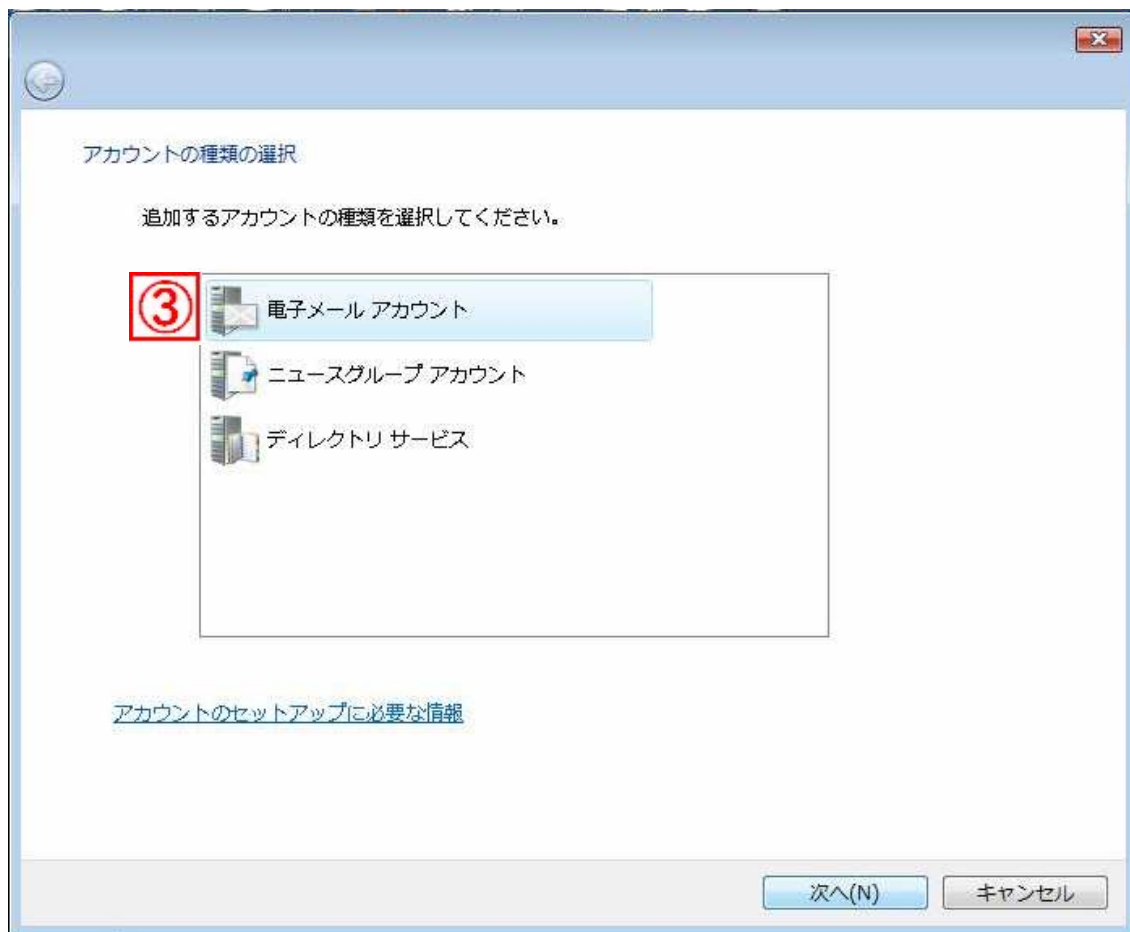 アカウントの種類の選択
追加するアカウントの種類を選択してください。
③
電子メール アカウント
ニュースグループ アカウント
ディレクトリ サービス
アカウントのセットアップに必要な情報
次へ(N)
キャンセル